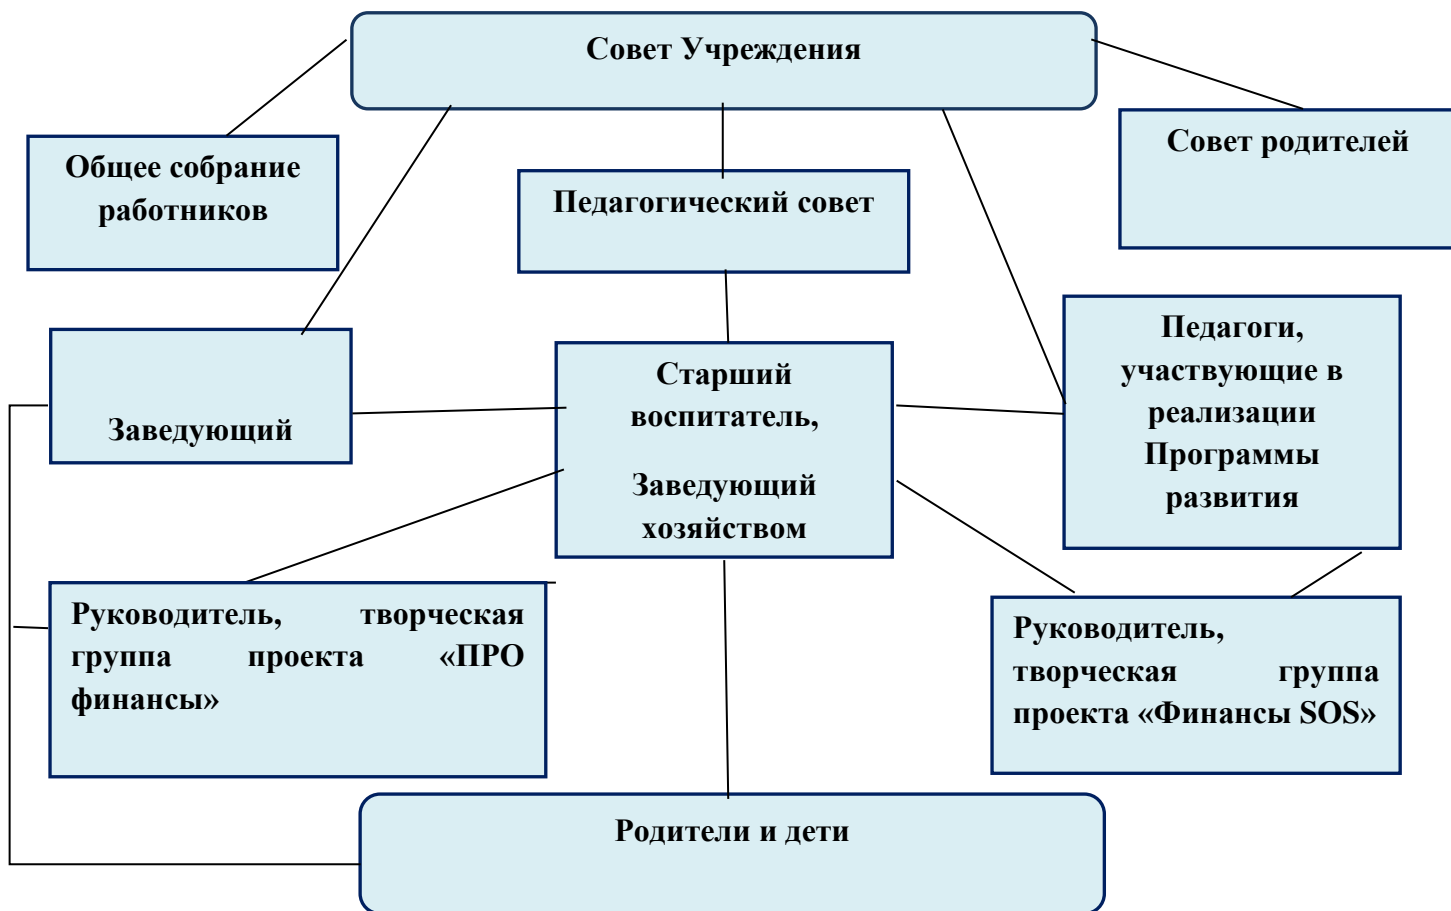 Совет Учреждения
Общее собрание
работников
Педагогический совет
Совет родителей
Заведующий
Старший
воспитатель,
Заведующий
хозяйством
Педагоги,
участвующие в
реализации
Программы
развития
Руководитель, творческая
группа проекта «ПРО
финансы»
Руководитель,
творческая группа
проекта «Финансы SOS»
Родители и дети